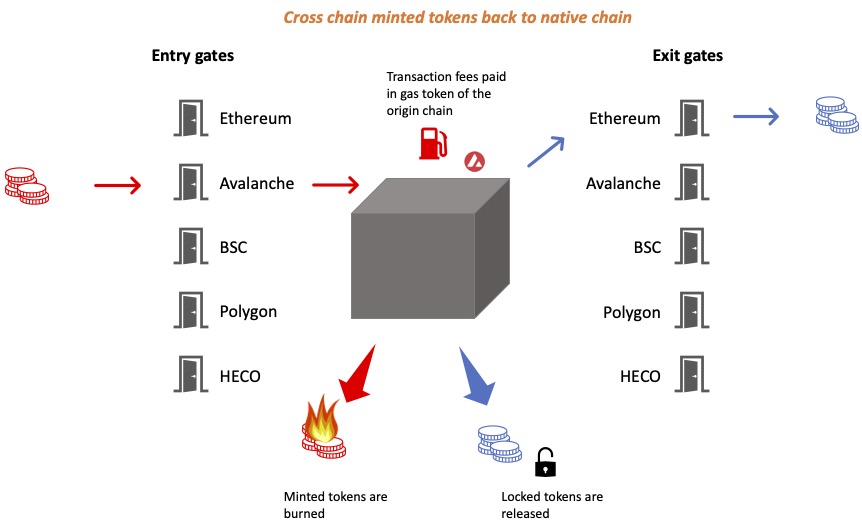 Cross chain minted tokens back to native chain
Entry gates
Exit gates
Transaction fees paid
in gas token of the
origin chain
Ethereum
Ethereum
Avalanche
Avalanche
BSC
BSC
Polygon
Polygon
HECO
HECO
Minted tokens are
burned
Locked tokens are
released